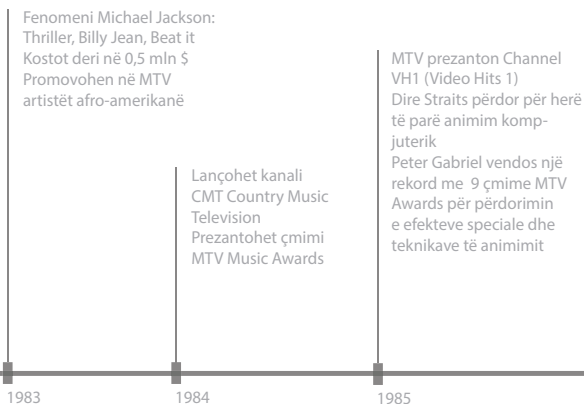 Fenomeni Michael Jackson:
Thriller, Billy Jean, Beat it
Kostot deri në 0,5 mln $
Promovohen në MTV
artistët afro-amerikanë
Lançohet kanali
CMT Country Music
Television
Prezantohet çmimi
MTV Music Awards
MTV prezanton Channel
VH1 (Video Hits 1)
Dire Straits përdor për herë
të parë animim komp-
juterik
Peter Gabriel vendos një
rekord me  9 çmime MTV
Awards për përdorimin
e efekteve speciale dhe
teknikave të animimit
1983
1984
1985